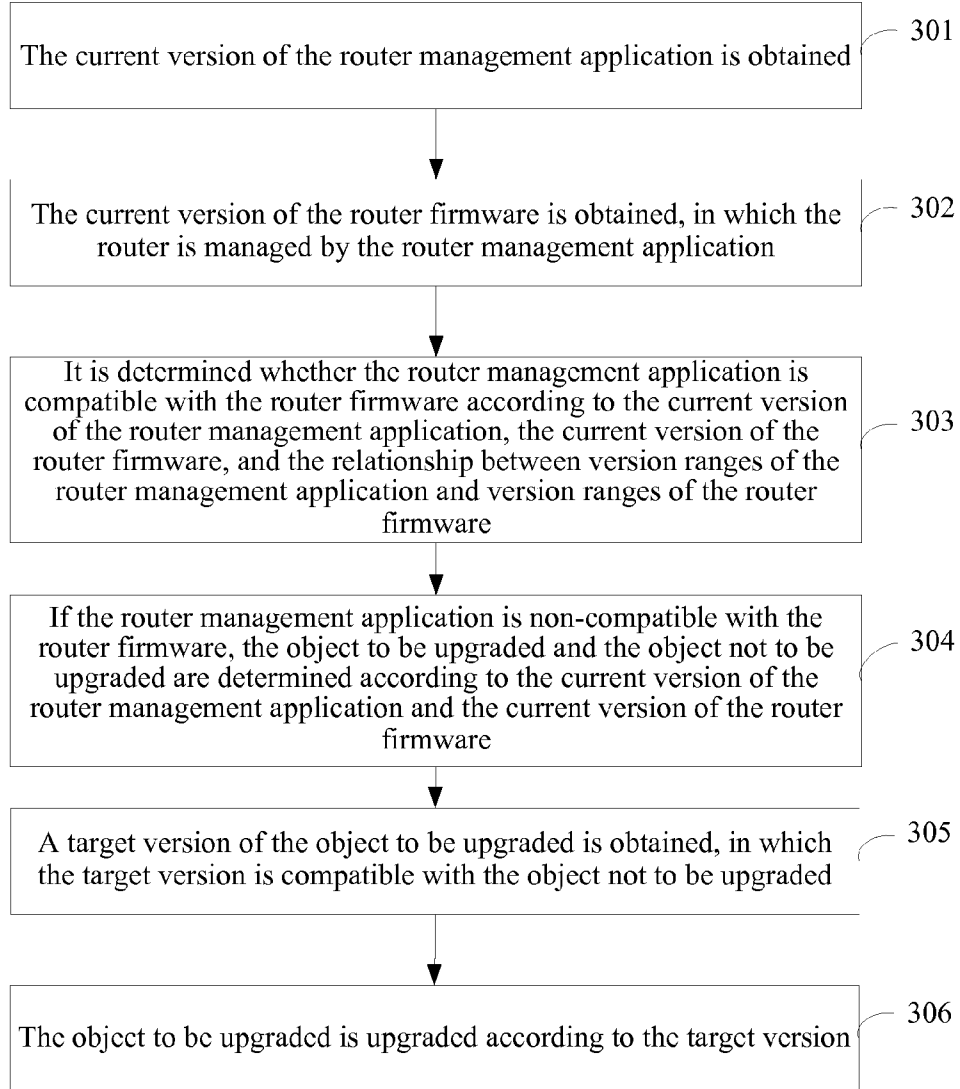 The current version of the router management application is obtained
301
The current version of the router firmware is obtained, in which the
router is managed by the router management application
302
It is determined whether the router management application is
compatible with the router firmware according to the current version
of the router management application, the current version of the
router firmware, and the relationship between version ranges of the
router management application and version ranges of the router
firmware
303
If the router management application is non-compatible with the
router firmware, the object to be upgraded and the object not to be
upgraded are determined according to the current version of the
router management application and the current version of the router
firmware
304
A target version of the object to be upgraded is obtained, in which
the target version is compatible with the object not to be upgraded
305
The object to be upgraded is upgraded according to the target version
306